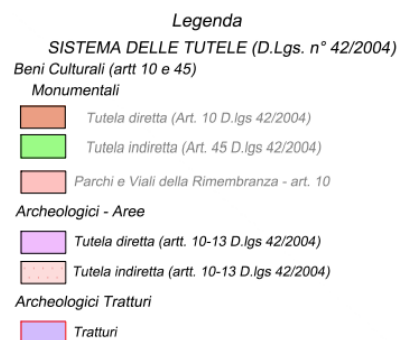 Legenda
SISTEMA DELLE TUTELE (D.Lgs. n° 42/2004)
Beni Culturali (artt 10 e 45)
Monumentali
Tutela diretta (Art. 10 D.lgs 42/2004)
Tutela indiretta (Art. 45 D.lgs 42/2004)
Parchi e Viali della Rimembranza - art. 10
Archeologici - Aree
Tutela diretta (artt. 10-13 D.lgs 42/2004)
Tutela indiretta (artt. 10-13 D.lgs 42/2004)
Archeologici Tratturi
Tratturi